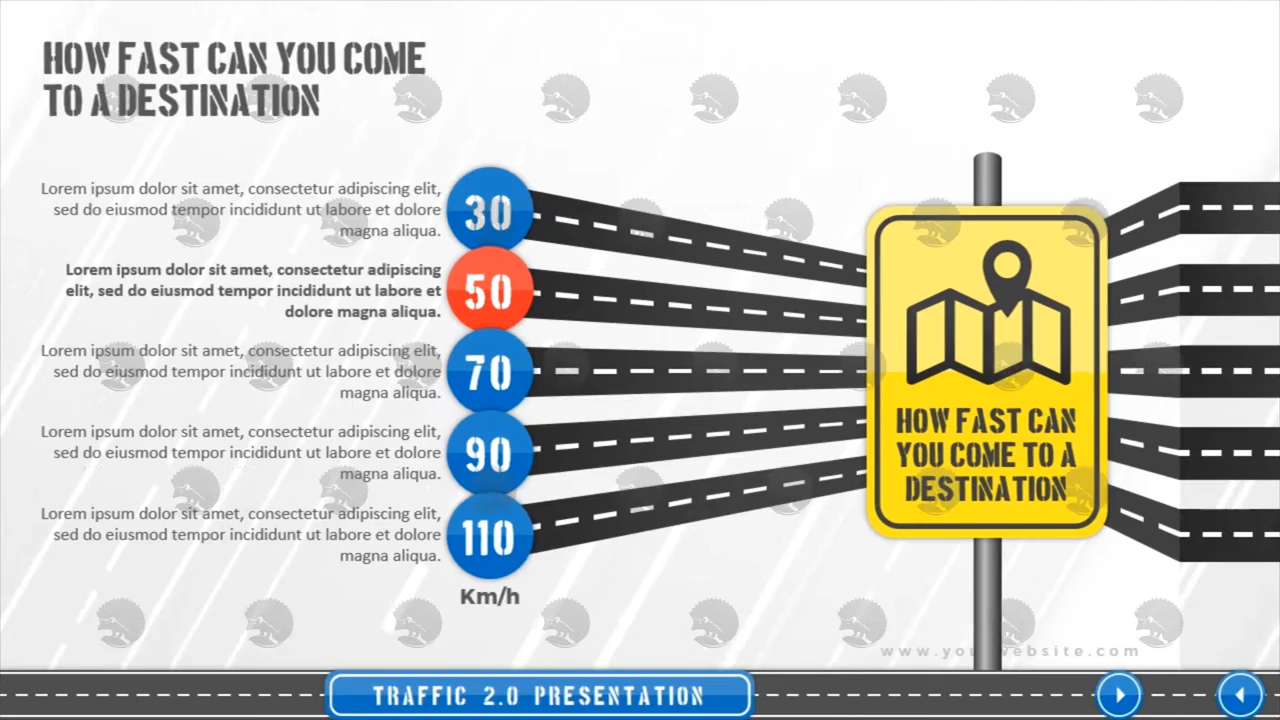 HOW FAST CAN YOU COME
TO A DESTINATION
Lorem ipsum dolor sit amet, consectetur adipiscing elit,
sed do eiusmod tempor incididunt ut labore et dolore
magna aliqua.
30
Lorem ipsum dolor sit amet, consectetur adipiscing
elit, sed do eiusmod tempor incididunt ut labore et
dolore magna aliqua.
50
Lorem ipsum dolor sit amet, consectetur adipiscing elit,
sed do eiusmod tempor incididunt ut labore et dolore
magna aliqua.
70
Lorem ipsum dolor sit amet, consectetur adipiscing elit,
sed do eiusmod tempor incididunt ut labore et dolore
magna aliqua.
90
Lorem ipsum dolor sit amet, consectetur adipiscing elit,
sed do eiusmod tempor incididunt ut labore et dolore
magna aliqua.
110
Km/h
HOW FAST CAN
YOU COME TO A
DESTINATION
www.yourwebsite.com
TRAFFIC 2.0 PRESENTATION